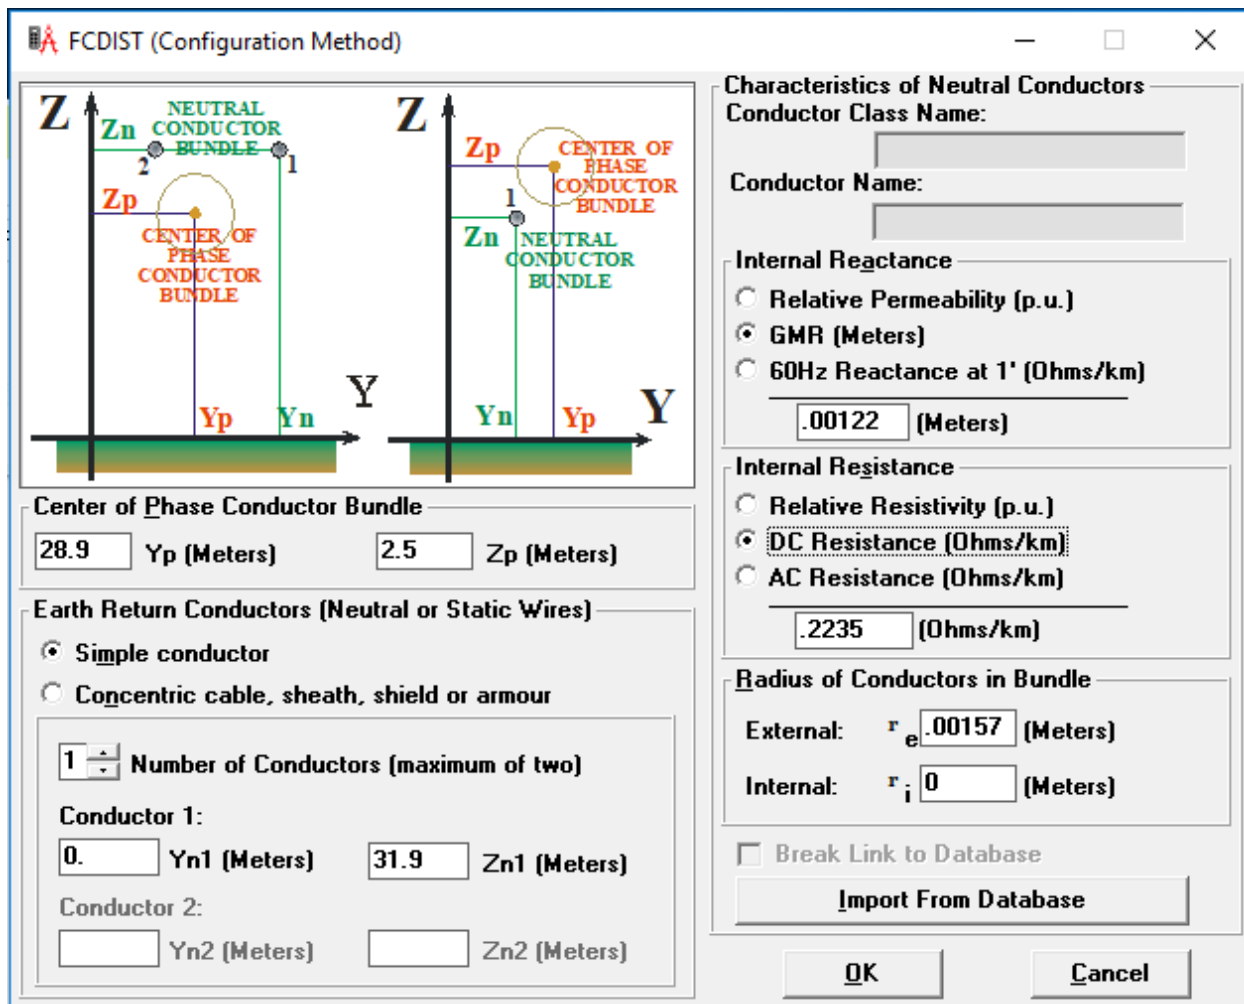 FCDIST (Configuration Method)
Z
NEUTRAL
CONDUCTOR
BUNDLE
Zn
2
1
Zp
CENTER OF
PHASE
CONDUCTOR
BUNDLE
Y
Yp
Yn
Z
Zp
CENTER OF
PHASE
CONDUCTOR
BUNDLE
1
Zn
NEUTRAL
CONDUCTOR
BUNDLE
Yn
Yp
Y
Center of Phase Conductor Bundle
28.9 Yp (Meters) 2.5 Zp (Meters)
Earth Return Conductors (Neutral or Static Wires)
Simple conductor
Concentric cable, sheath, shield or armour
1 Number of Conductors (maximum of two)
Conductor 1:
0. Yn1 (Meters) 31.9 Zn1 (Meters)
Conductor 2:
Yn2 (Meters) Zn2 (Meters)
Characteristics of Neutral Conductors
Conductor Class Name:
Conductor Name:
Internal Reactance
Relative Permeability (p.u.)
GMR (Meters)
60Hz Reactance at 1' (Ohms/km)
.00122 (Meters)
Internal Resistance
Relative Resistivity (p.u.)
DC Resistance (Ohms/km)
AC Resistance (Ohms/km)
.2235 (Ohms/km)
Radius of Conductors in Bundle
External: r e .00157 (Meters)
Internal: r i 0 (Meters)
Break Link to Database
Import From Database
OK Cancel